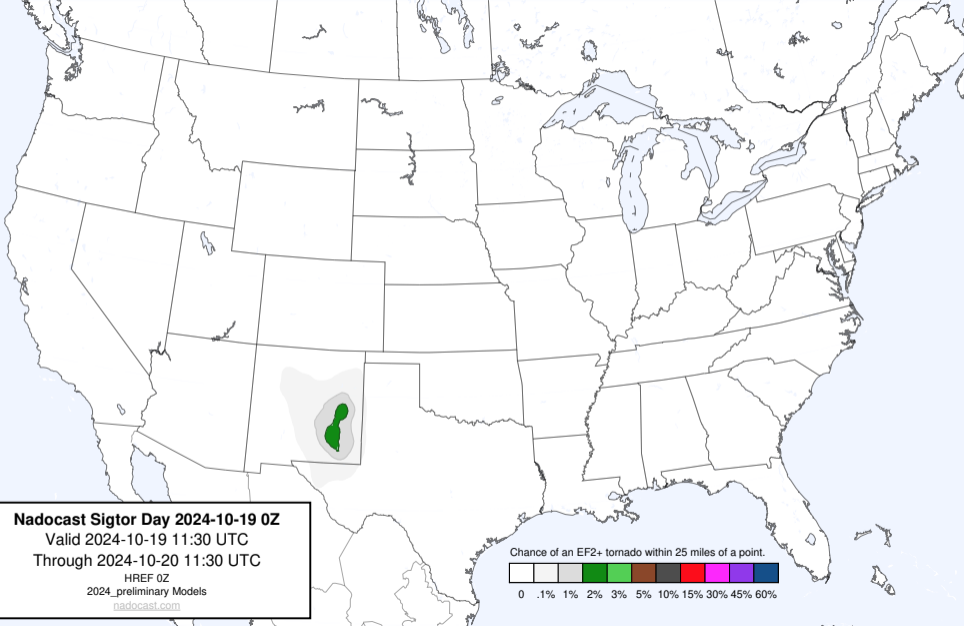 Nadocast Sigtor Day 2024-10-19 0Z
Valid 2024-10-19 11:30 UTC
Through 2024-10-20 11:30 UTC
HREF 0Z
2024_preliminary Models
nadocast.com
Chance of an EF2+ tornado within 25 miles of a point.
0 .1% 1% 2% 3% 5% 10% 15% 30% 45% 60%